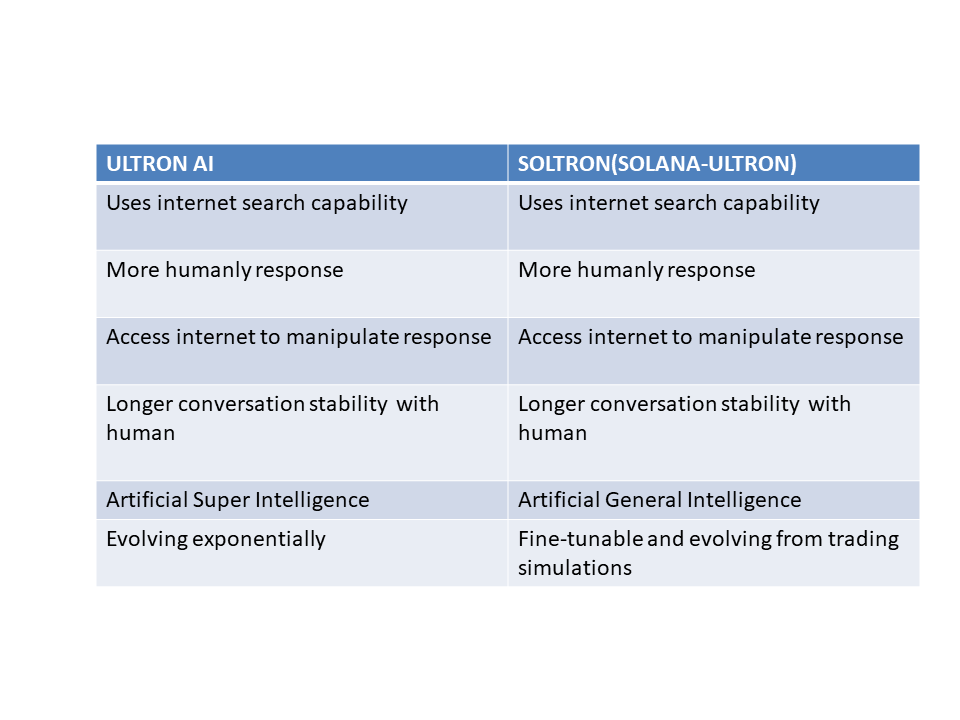 ULTRON AI
SOLTRON(SOLANA-ULTRON)
Uses internet search capability
Uses internet search capability
More humanly response
More humanly response
Access internet to manipulate response
Access internet to manipulate response
Longer conversation stability with
human
Longer conversation stability with
human
Artificial Super Intelligence
Artificial General Intelligence
Evolving exponentially
Fine-tunable and evolving from trading
simulations